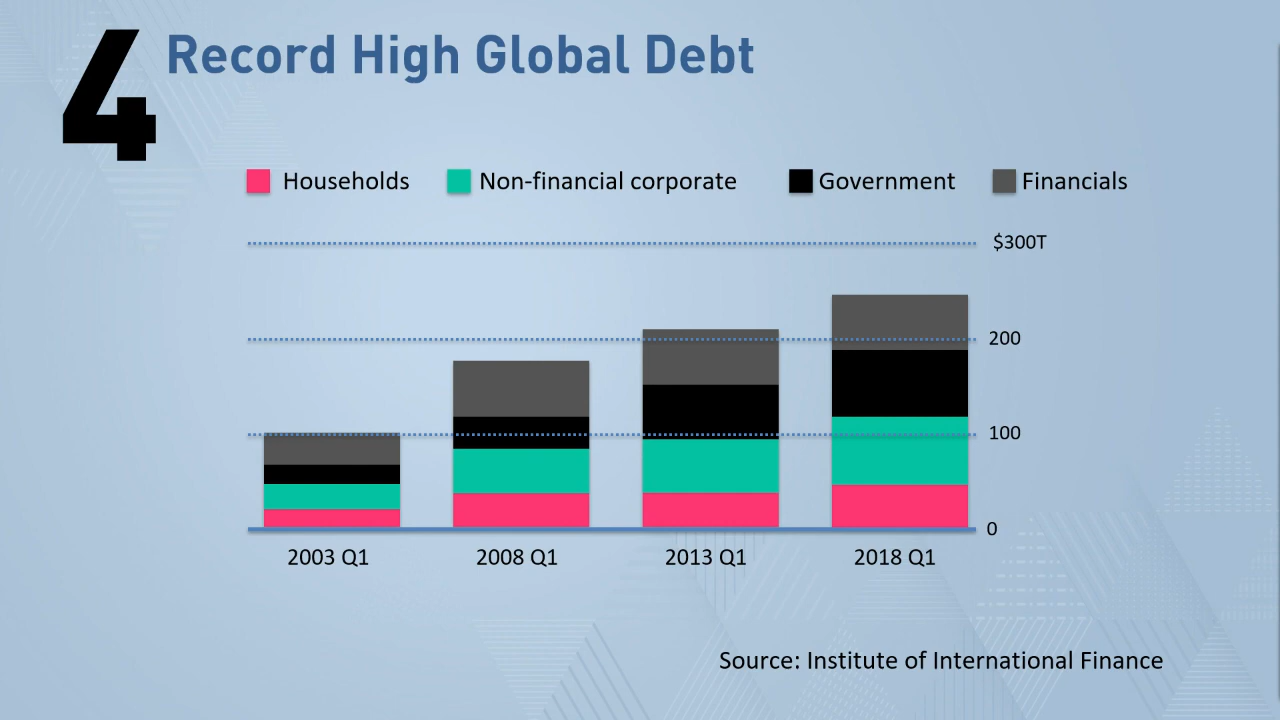 4
Record High Global Debt
Households Non-financial corporate Government Financials
$300T
200
100
0
2003 Q1 2008 Q1 2013 Q1 2018 Q1
Source: Institute of International Finance